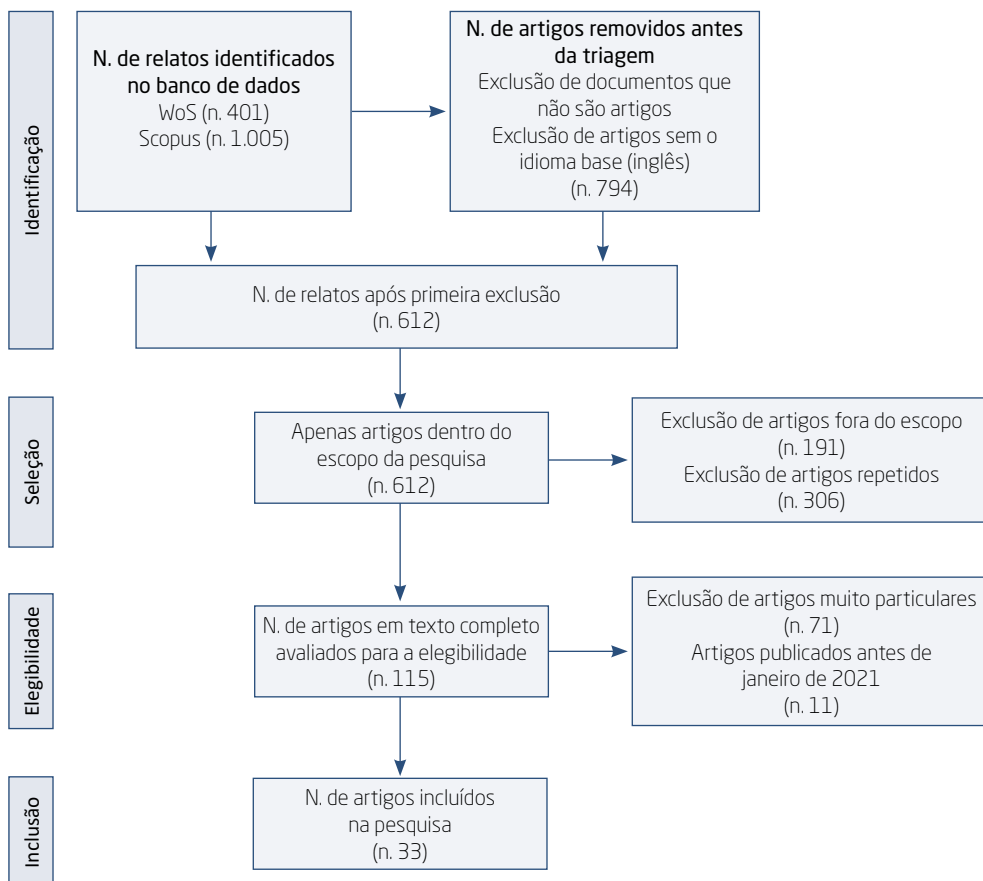 Identificação
N. de relatos identificados
no banco de dados
WoS (n. 401)
Scopus (n. 1.005)
N. de artigos removidos antes
da triagem
Exclusão de documentos que
não são artigos
Exclusão de artigos sem o
idioma base (inglês)
(n. 794)
N. de relatos após primeira exclusão
(n. 612)
Seleção
Apenas artigos dentro do
escopo da pesquisa
(n. 612)
Exclusão de artigos fora do escopo
(n. 191)
Exclusão de artigos repetidos
(n. 306)
Elegibilidade
N. de artigos em texto completo
avaliados para a elegibilidade
(n. 115)
Exclusão de artigos muito particulares
(n. 71)
Artigos publicados antes de
janeiro de 2021
(n. 11)
Inclusão
N. de artigos incluídos
na pesquisa
(n. 33)